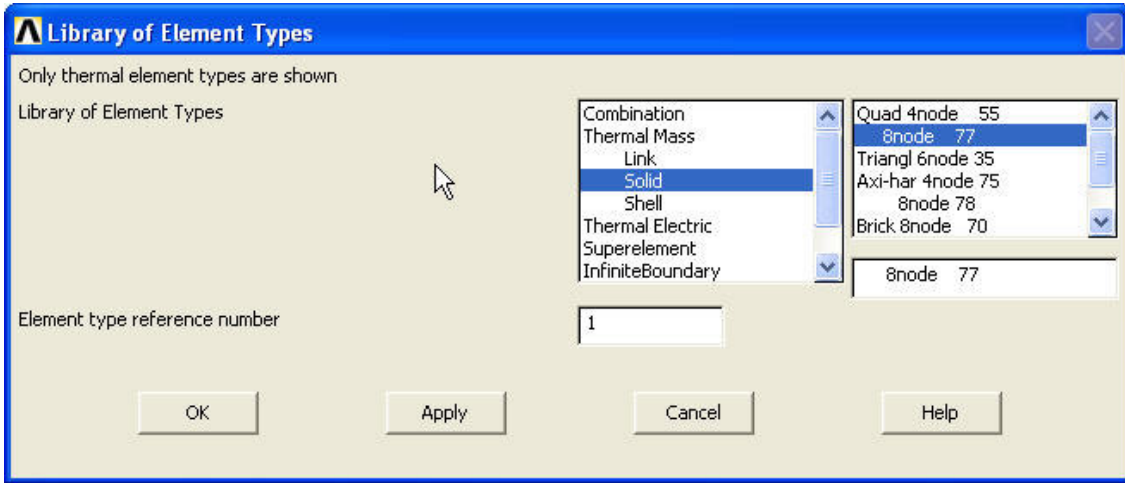 Library of Element Types
Only thermal element types are shown
Library of Element Types
Combination
Thermal Mass
Link
Solid
Shell
Thermal Electric
Superelement
InfiniteBoundary
Quad 4node 55
8node 77
Triangl 6node 35
Axi-har 4node 75
8node 78
Brick 8node 70
8node 77
Element type reference number
1
OK
Apply
Cancel
Help